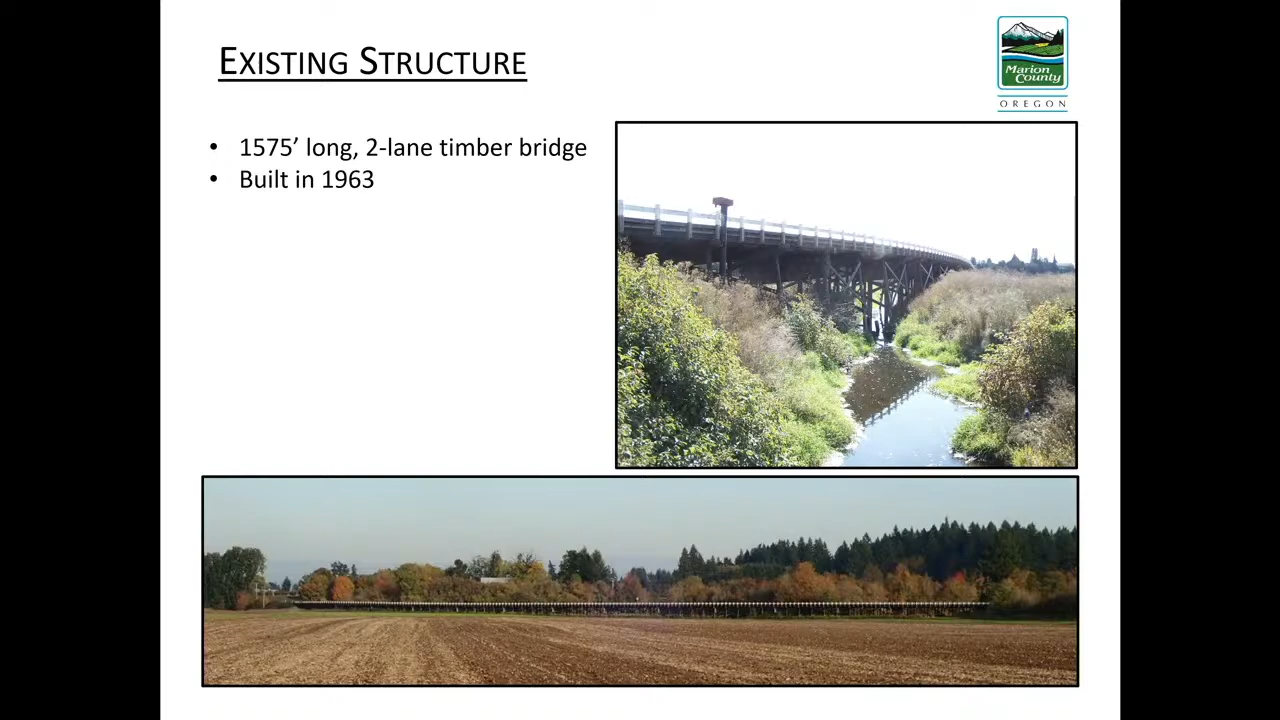 EXISTING STRUCTURE
Marion
County
OREGON
• 1575’ long, 2-lane timber bridge
• Built in 1963